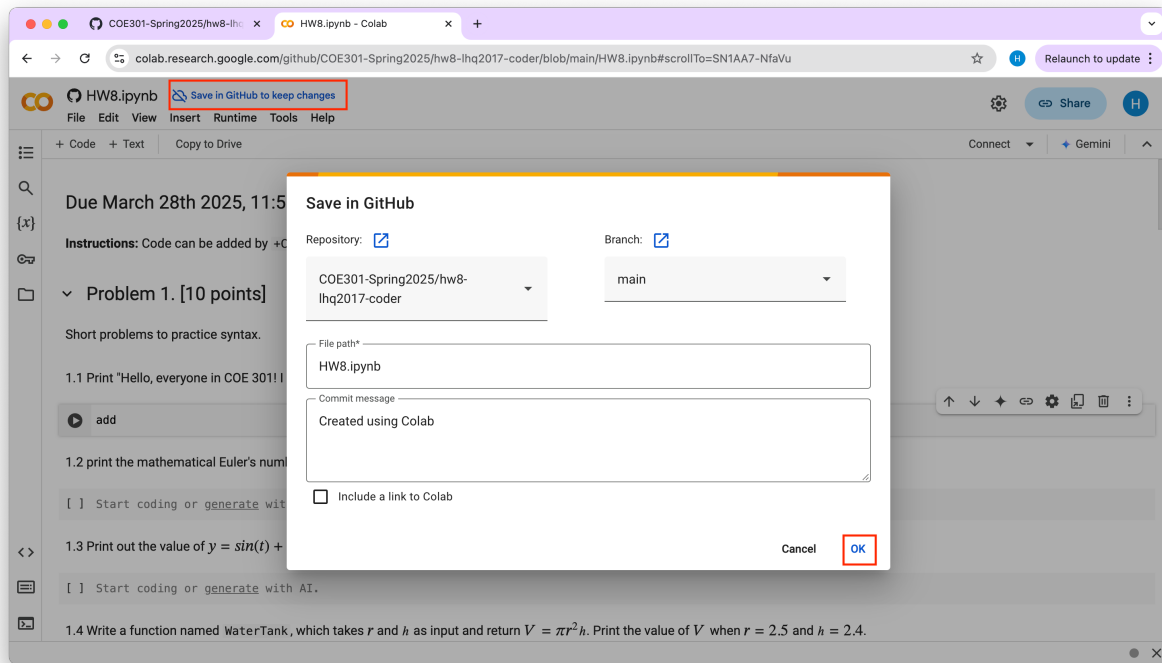 COE301-Spring2025/hw8-lhq
HW8.ipynb - Colab
colab.research.google.com/github/COE301-Spring2025/hw8-lhq2017-coder/blob/main/HW8.ipynb#scrollTo=SN1AA7-NfaVu
H
Relaunch to update
HW8.ipynb
Save in GitHub to keep changes
File Edit View Insert Runtime Tools Help
Share
H
+ Code + Text Copy to Drive
Connect
Gemini
Due March 28th 2025, 11:5
Instructions: Code can be added by +C
Problem 1. [10 points]
Short problems to practice syntax.
1.1 Print "Hello, everyone in COE 301! I
add
1.2 print the mathematical Euler's num
[ ] Start coding or generate wit
1.3 Print out the value of y = sin(t) +
[ ] Start coding or generate with AI.
1.4 Write a function named WaterTank, which takes r and h as input and return V = πr²h. Print the value of V when r = 2.5 and h = 2.4.
Save in GitHub
Repository:
Branch:
COE301-Spring2025/hw8-
lhq2017-coder
main
File path*
HW8.ipynb
Commit message
Created using Colab
Include a link to Colab
Cancel
OK